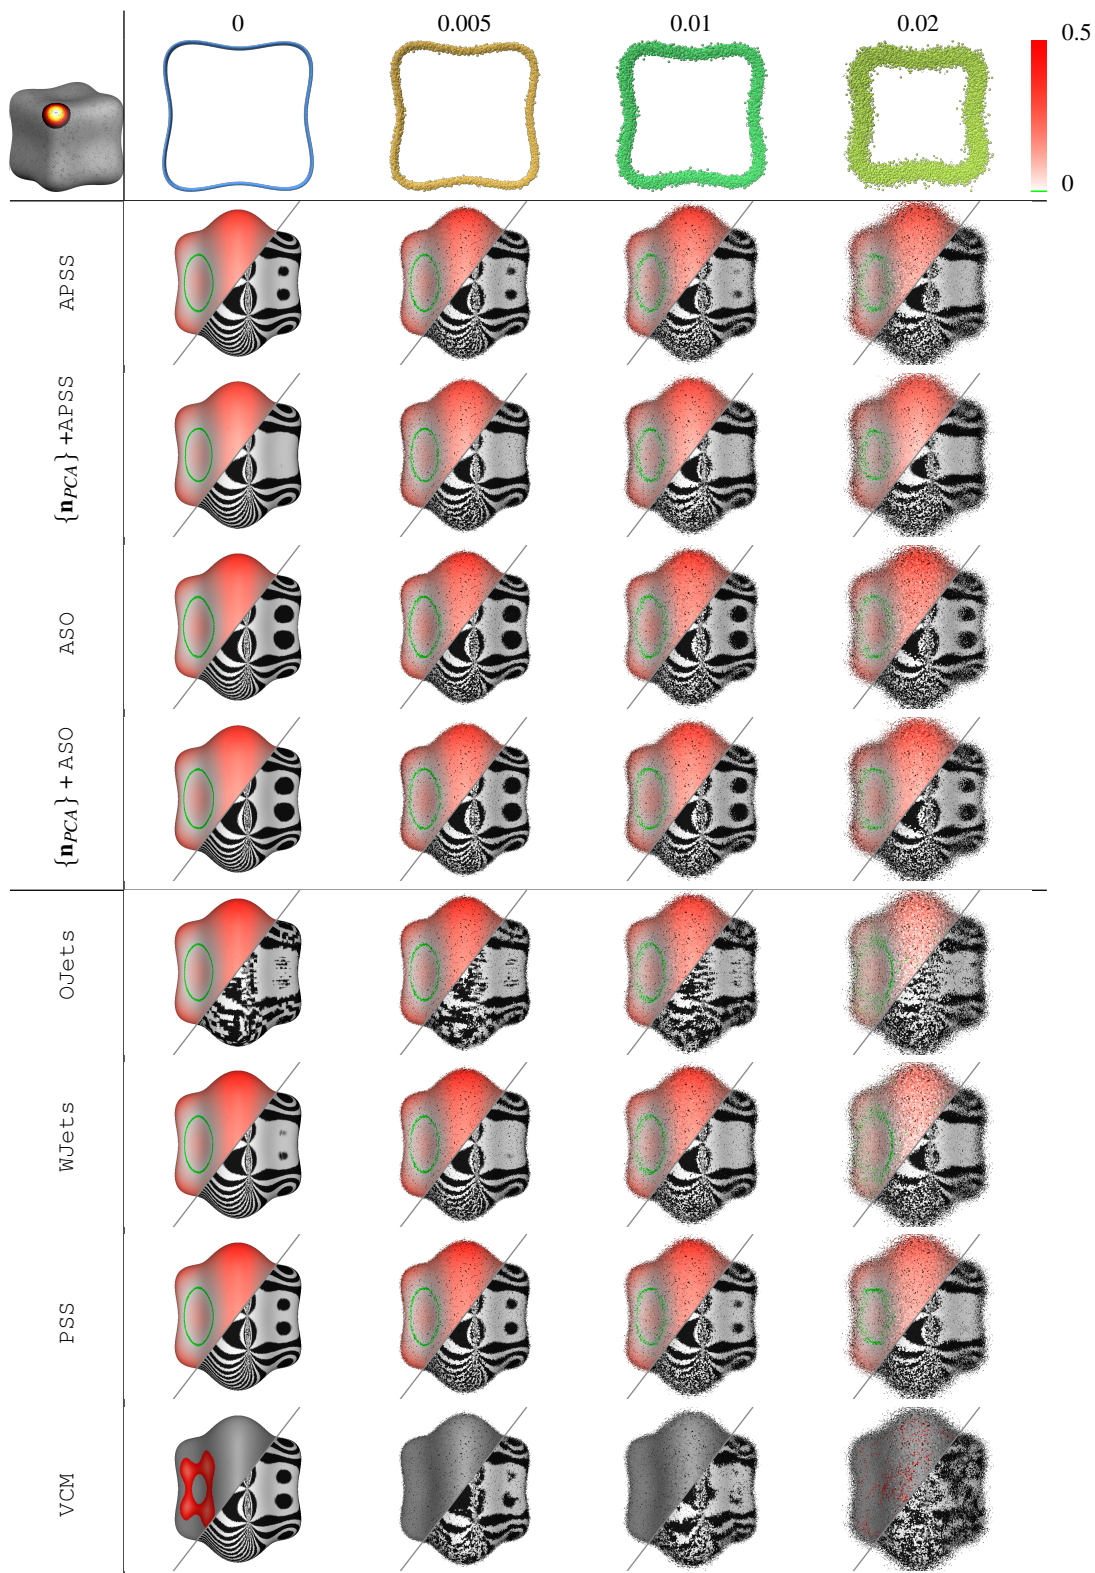 0 0.005 0.01 0.02
0.5
0
APSS
{n_PCA} +APSS
ASO
{n_PCA} + ASO
OJets
WJets
PSS
VCM